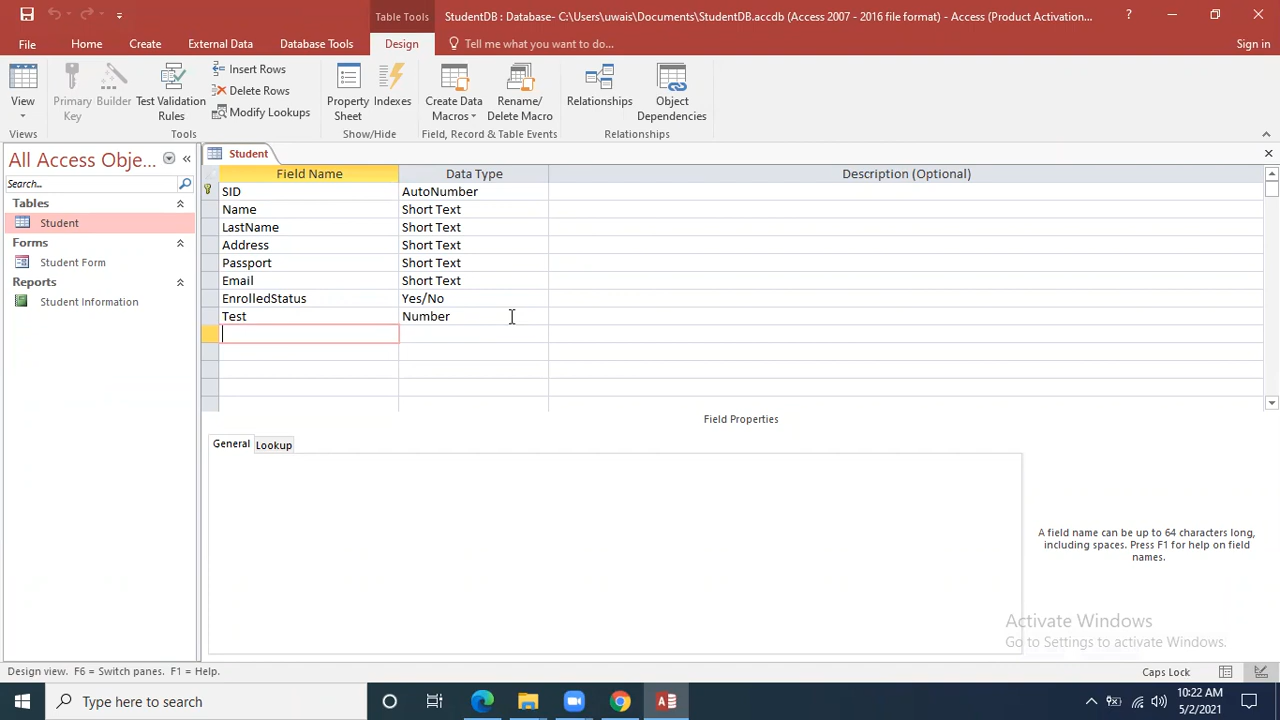 Table Tools
StudentDB : Database- C:\Users\uwais\Documents\StudentDB.accdb (Access 2007 - 2016 file format) - Access (Product Activation...
?
File Home Create External Data Database Tools Design Tell me what you want to do... Sign in
View
Views
Primary Key
Builder
Test Validation Rules
Insert Rows
Delete Rows
Modify Lookups
Tools
Property Sheet
Indexes
Show/Hide
Create Data Macros
Rename/ Delete Macro
Field, Record & Table Events
Relationships
Object Dependencies
Relationships
All Access Obje...
Search...
Tables
Student
Forms
Student Form
Reports
Student Information
Student
Field Name Data Type Description (Optional)
SID AutoNumber
Name Short Text
LastName Short Text
Address Short Text
Passport Short Text
Email Short Text
EnrolledStatus Yes/No
Test Number
Field Properties
General Lookup
A field name can be up to 64 characters long,
including spaces. Press F1 for help on field
names.
Activate Windows
Go to Settings to activate Windows.
Design view. F6 = Switch panes. F1 = Help.
Caps Lock
Type here to search
10:22 AM
5/2/2021